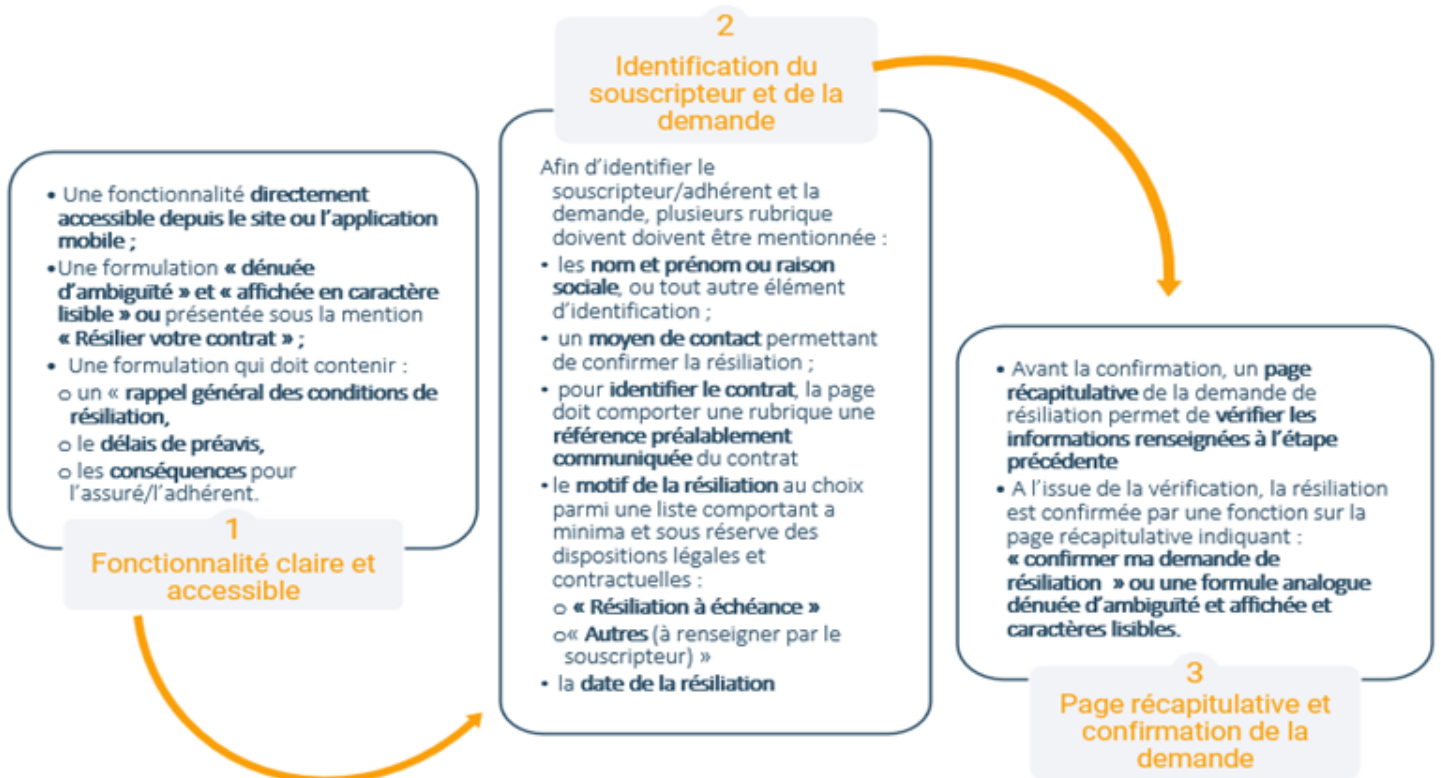 • Une fonctionnalité directement
accessible depuis le site ou l'application
mobile ;
•Une formulation « dénuée
d'ambiguïté » et « affichée en caractère
lisible » ou présentée sous la mention
« Résilier votre contrat » ;
• Une formulation qui doit contenir :
o un « rappel général des conditions de
résiliation,
o le délais de préavis,
o les conséquences pour
l'assuré/l'adhérent.
1
Fonctionnalité claire et
accessible
2
Identification du
souscripteur et de la
demande
Afin d'identifier le
souscripteur/adhérent et la
demande, plusieurs rubrique
doivent doivent être mentionnée :
• les nom et prénom ou raison
sociale, ou tout autre élément
d'identification ;
• un moyen de contact permettant
de confirmer la résiliation ;
• pour identifier le contrat, la page
doit comporter une rubrique une
référence préalablement
communiquée du contrat
• le motif de la résiliation au choix
parmi une liste comportant a
minima et sous réserve des
dispositions légales et
contractuelles :
o « Résiliation à échéance »
o« Autres (à renseigner par le
souscripteur) »
• la date de la résiliation
• Avant la confirmation, un page
récapitulative de la demande de
résiliation permet de vérifier les
informations renseignées à l'étape
précédente
• A l'issue de la vérification, la résiliation
est confirmée par une fonction sur la
page récapitulative indiquant :
« confirmer ma demande de
résiliation » ou une formule analogue
dénuée d'ambiguïté et affichée et
caractères lisibles.
3
Page récapitulative et
confirmation de la
demande